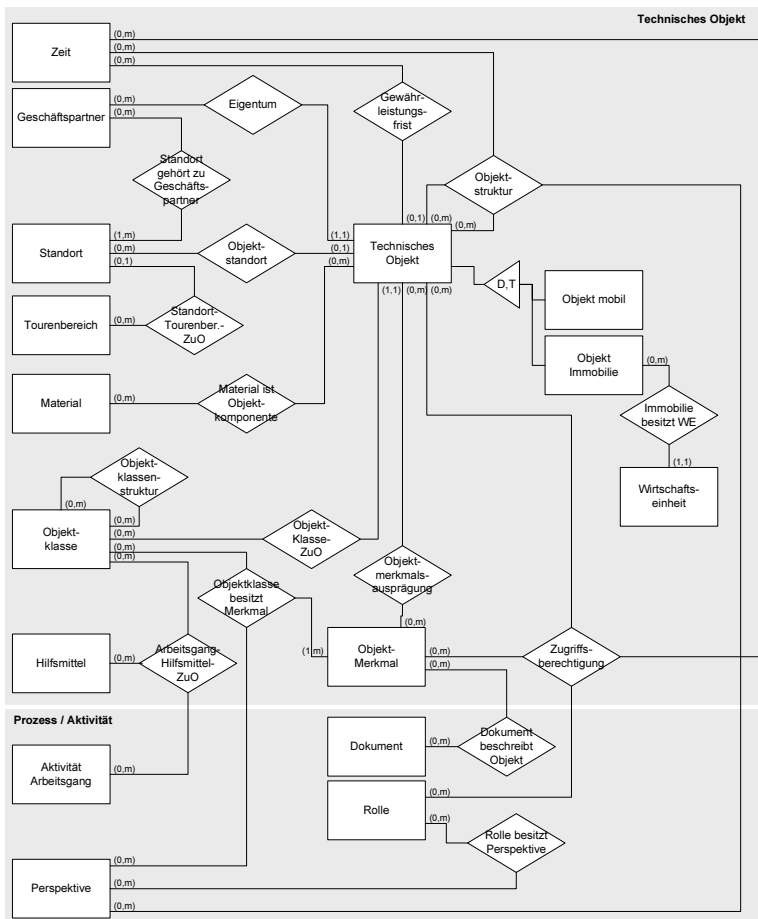 Technisches Objekt
(0,m)
Zeit
(0,m)
(0,m)
Geschäftspartner
(0,m)
(0,m)
Eigentum
Gewähr-
leistungs-
frist
Standort
gehört zu
Geschäfts-
partner
Objekt-
struktur
Standort
(1,m)
(0,m)
(0,1)
Objekt-
standort
(1,1)
(0,1)
(0,m)
Technisches
Objekt
(0,1)
(0,m)
(0,m)
(1,1)
(0,m)
(0,m)
D,T
Objekt mobil
Tourenbereich
(0,m)
Standort-
Tourenber.-
ZuO
Objekt
Immobilie
(0,m)
Material
(0,m)
Material ist
Objekt-
komponente
Immobilie
besitzt WE
(1,1)
Wirtschafts-
einheit
Objekt-
klassen-
struktur
(0,m)
Objekt-
klasse
(0,m)
(0,m)
(0,m)
(0,m)
Objekt-
Klasse-
ZuO
Objekt-
merkmals-
ausprägung
Objektklasse
besitzt
Merkmal
(0,m)
(1,m)
Objekt-
Merkmal
(0,m)
(0,m)
Zugriffs-
berechtigung
Hilfsmittel
(0,m)
Arbeitsgang-
Hilfsmittel-
ZuO
Prozess / Aktivität
Aktivität
Arbeitsgang
(0,m)
Dokument
(0,m)
Dokument
beschreibt
Objekt
Rolle
(0,m)
(0,m)
Rolle besitzt
Perspektive
Perspektive
(0,m)
(0,m)
(0,m)